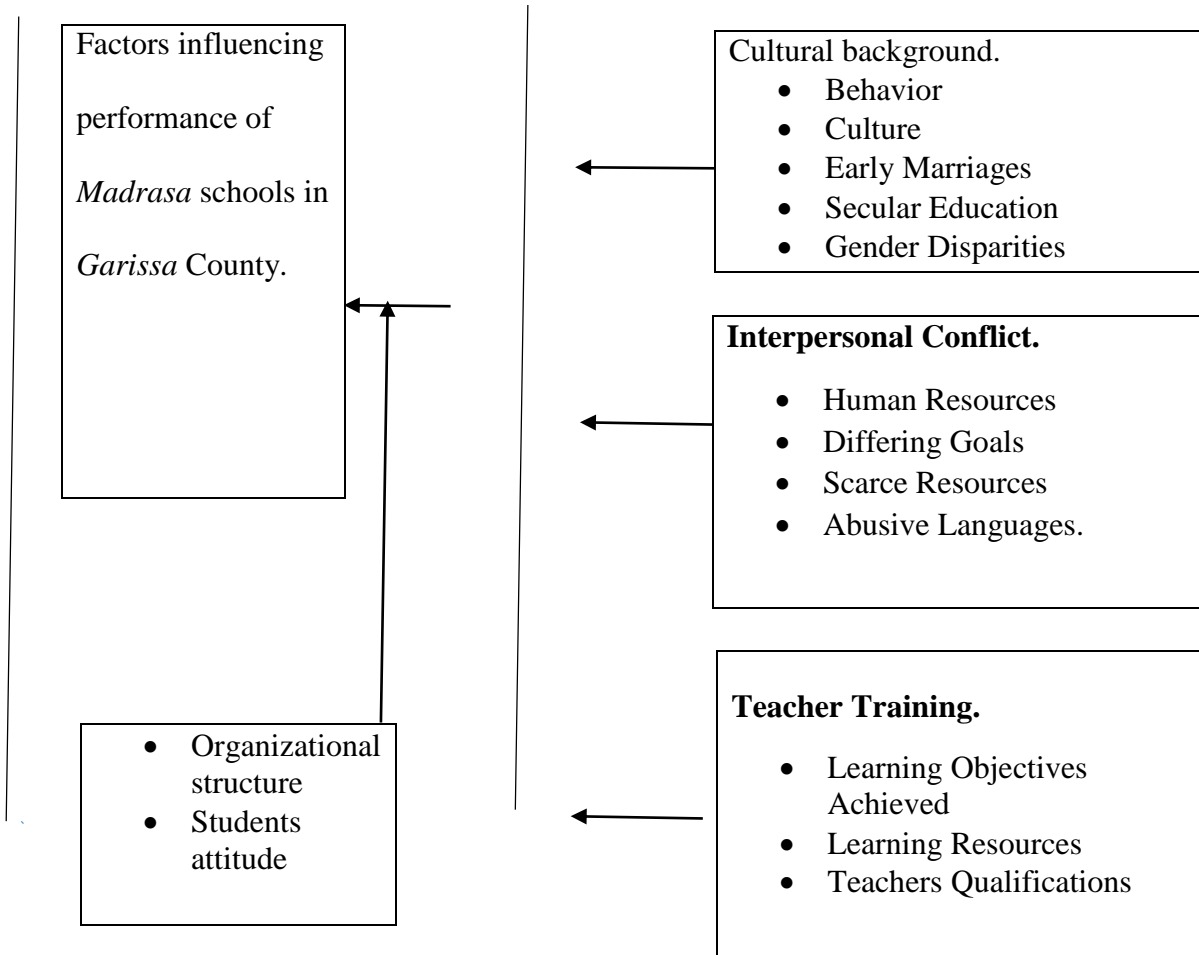 Factors influencing
performance of
Madrasa schools in
Garissa County.
Cultural background.
• Behavior
• Culture
• Early Marriages
• Secular Education
• Gender Disparities
Interpersonal Conflict.
• Human Resources
• Differing Goals
• Scarce Resources
• Abusive Languages.
• Organizational
structure
• Students
attitude
Teacher Training.
• Learning Objectives
Achieved
• Learning Resources
• Teachers Qualifications